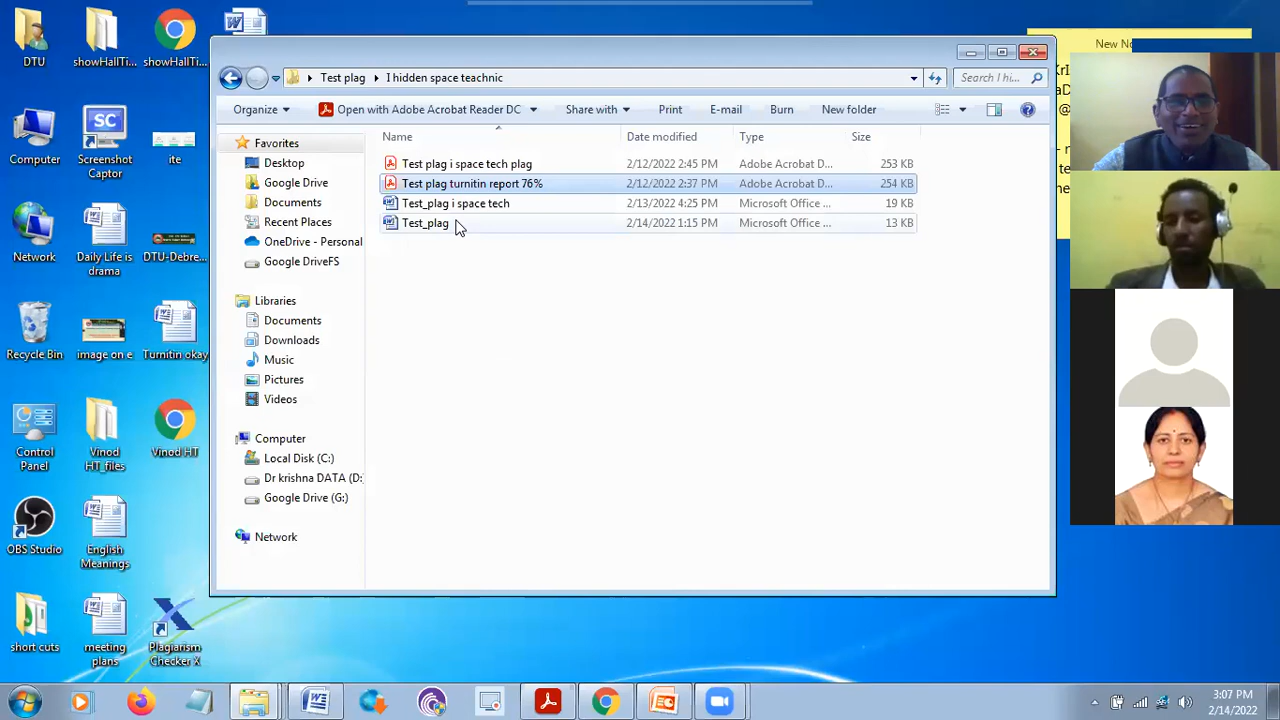 DTU
showHallTi...
showHallTi...
New No
Test plag
I hidden space teachnic
Search I hi...
Organize
Open with Adobe Acrobat Reader DC
Share with
Print
E-mail
Burn
New folder
Name
Date modified
Type
Size
Favorites
Desktop
Google Drive
Documents
Recent Places
OneDrive - Personal
Google DriveFS
Libraries
Documents
Downloads
Music
Pictures
Videos
Computer
Local Disk (C:)
Dr krishna DATA (D:
Google Drive (G:)
Network
Test plag i space tech plag 2/12/2022 2:45 PM Adobe Acrobat D... 253 KB
Test plag turnitin report 76% 2/12/2022 2:37 PM Adobe Acrobat D... 254 KB
Test_plag i space tech 2/13/2022 4:25 PM Microsoft Office ... 19 KB
Test_plag 2/14/2022 1:15 PM Microsoft Office ... 13 KB
Computer
SC
Screenshot
Captor
ite
Network
Daily Life is
drama
DTU-Debre...
Recycle Bin
image on e
Turnitin okay
Control
Panel
Vinod
HT_files
Vinod HT
OBS Studio
English
Meanings
short cuts
meeting
plans
Plagiarism
Checker X
3:07 PM
2/14/2022